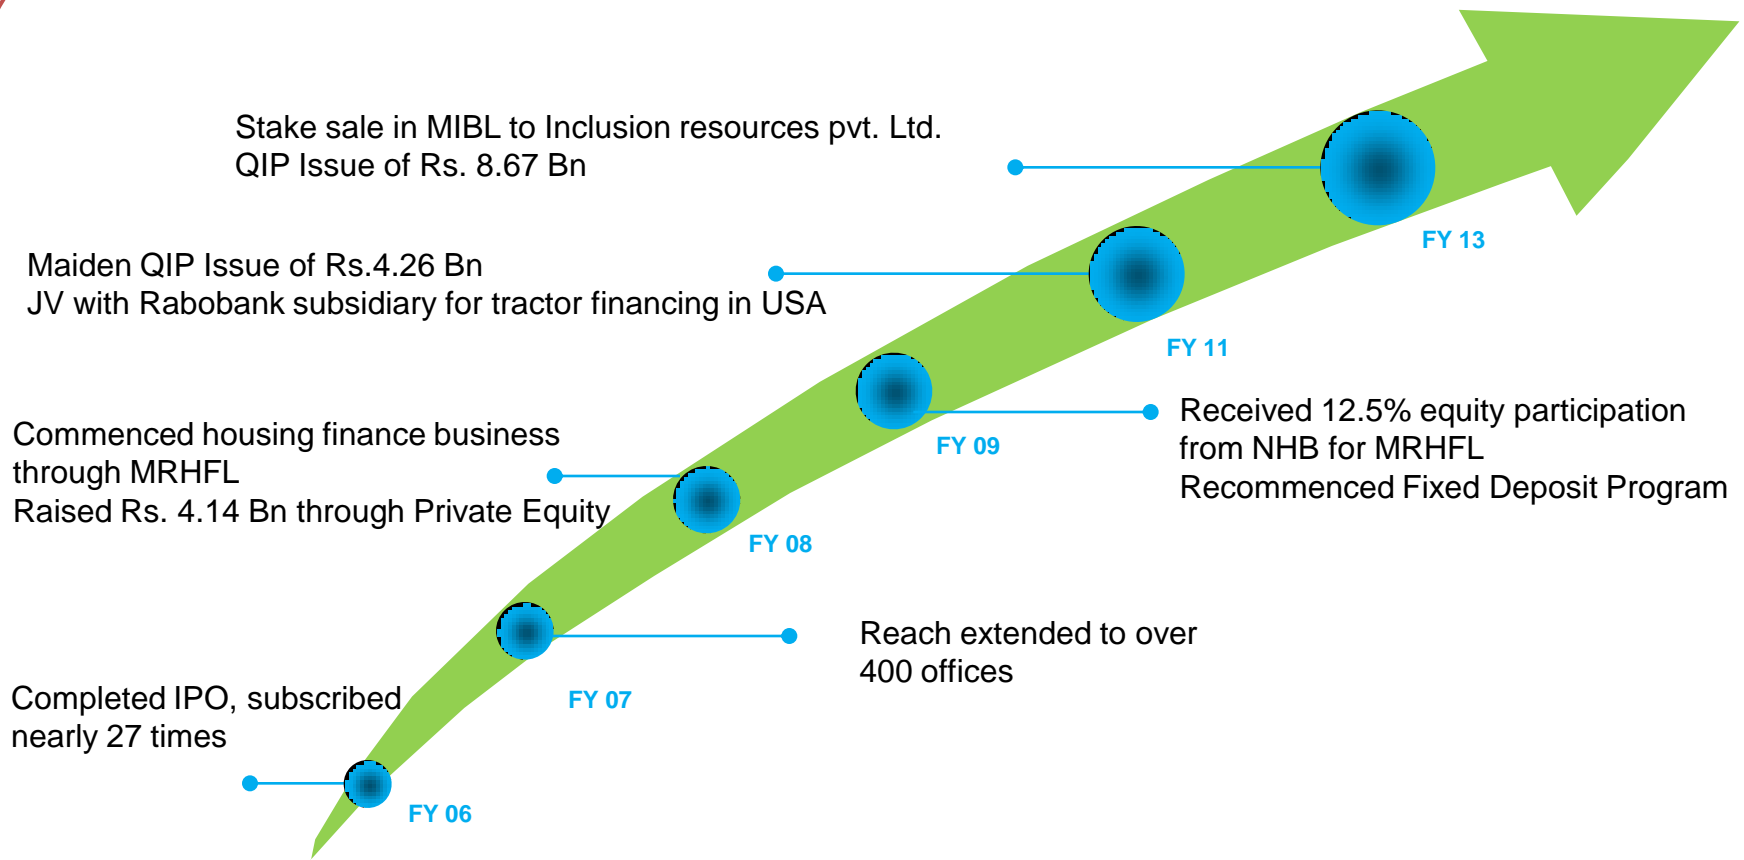 Stake sale in MIBL to Inclusion resources pvt. Ltd.
QIP Issue of Rs. 8.67 Bn
FY 13
Maiden QIP Issue of Rs.4.26 Bn
JV with Rabobank subsidiary for tractor financing in USA
FY 11
Received 12.5% equity participation
from NHB for MRHFL
Recommenced Fixed Deposit Program
FY 09
Commenced housing finance business
through MRHFL
Raised Rs. 4.14 Bn through Private Equity
FY 08
Reach extended to over
400 offices
FY 07
Completed IPO, subscribed
nearly 27 times
FY 06